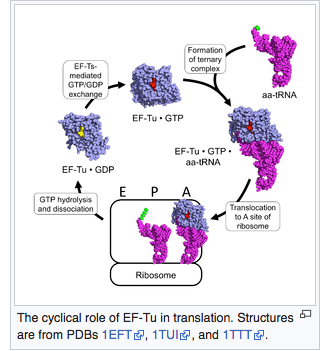 Formation
of ternary
complex
EF-Ts-
mediated
GTP/GDP
exchange
aa-tRNA
EF-Tu • GTP
EF-Tu • GTP •
aa-tRNA
EF-Tu • GDP
GTP hydrolysis
and dissociation
E P A
Translocation
to A site of
ribosome
Ribosome
The cyclical role of EF-Tu in translation. Structures
are from PDBs 1EFT, 1TUI, and 1TTT.